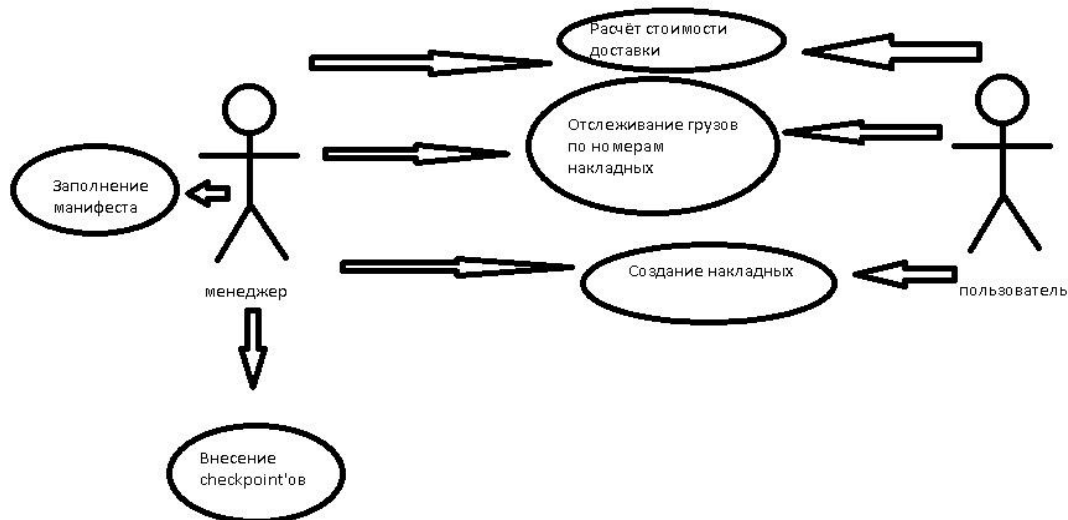 Расчёт стоимости
доставки
Отслеживание грузов
по номерам
накладных
Заполнение
манифеста
Создание накладных
менеджер
пользователь
Внесение
checkpoint'ов